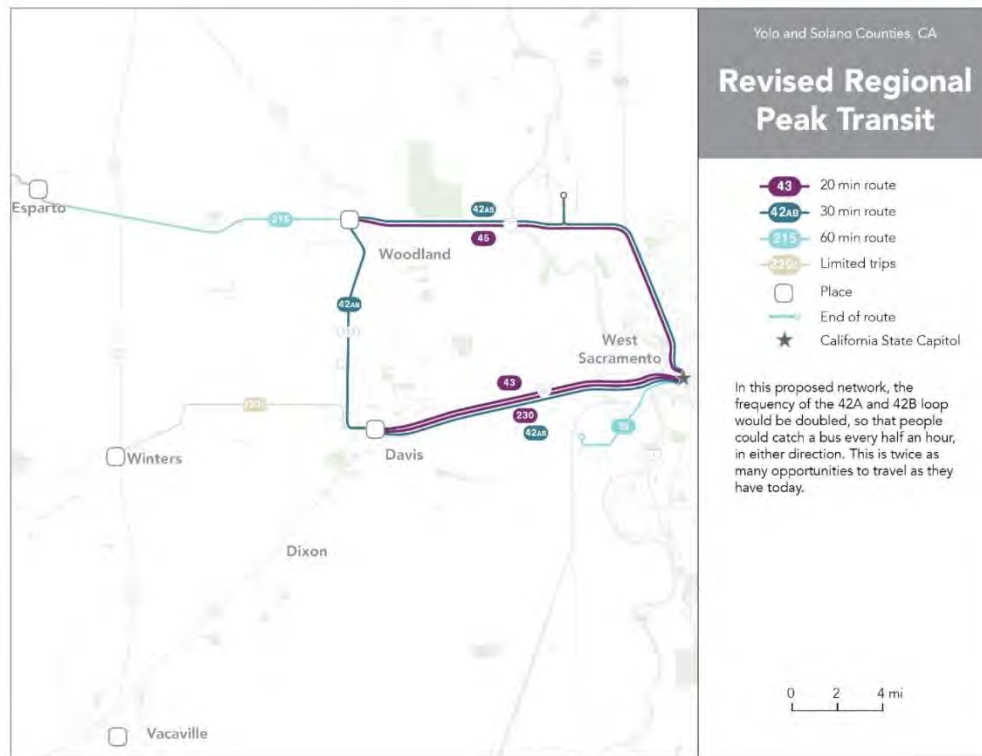 Yolo and Solano Counties, CA
Revised Regional
Peak Transit
43 20 min route
42AB 30 min route
215 60 min route
Limited trips
Place
End of route
California State Capitol
In this proposed network, the
frequency of the 42A and 42B loop
would be doubled, so that people
could catch a bus every half an hour,
in either direction. This is twice as
many opportunities to travel as they
have today.
0 2 4 mi
Esparto
215
42AB
45
Woodland
42AB
West
Sacramento
43
230
42AB
Davis
Winters
Dixon
Vacaville